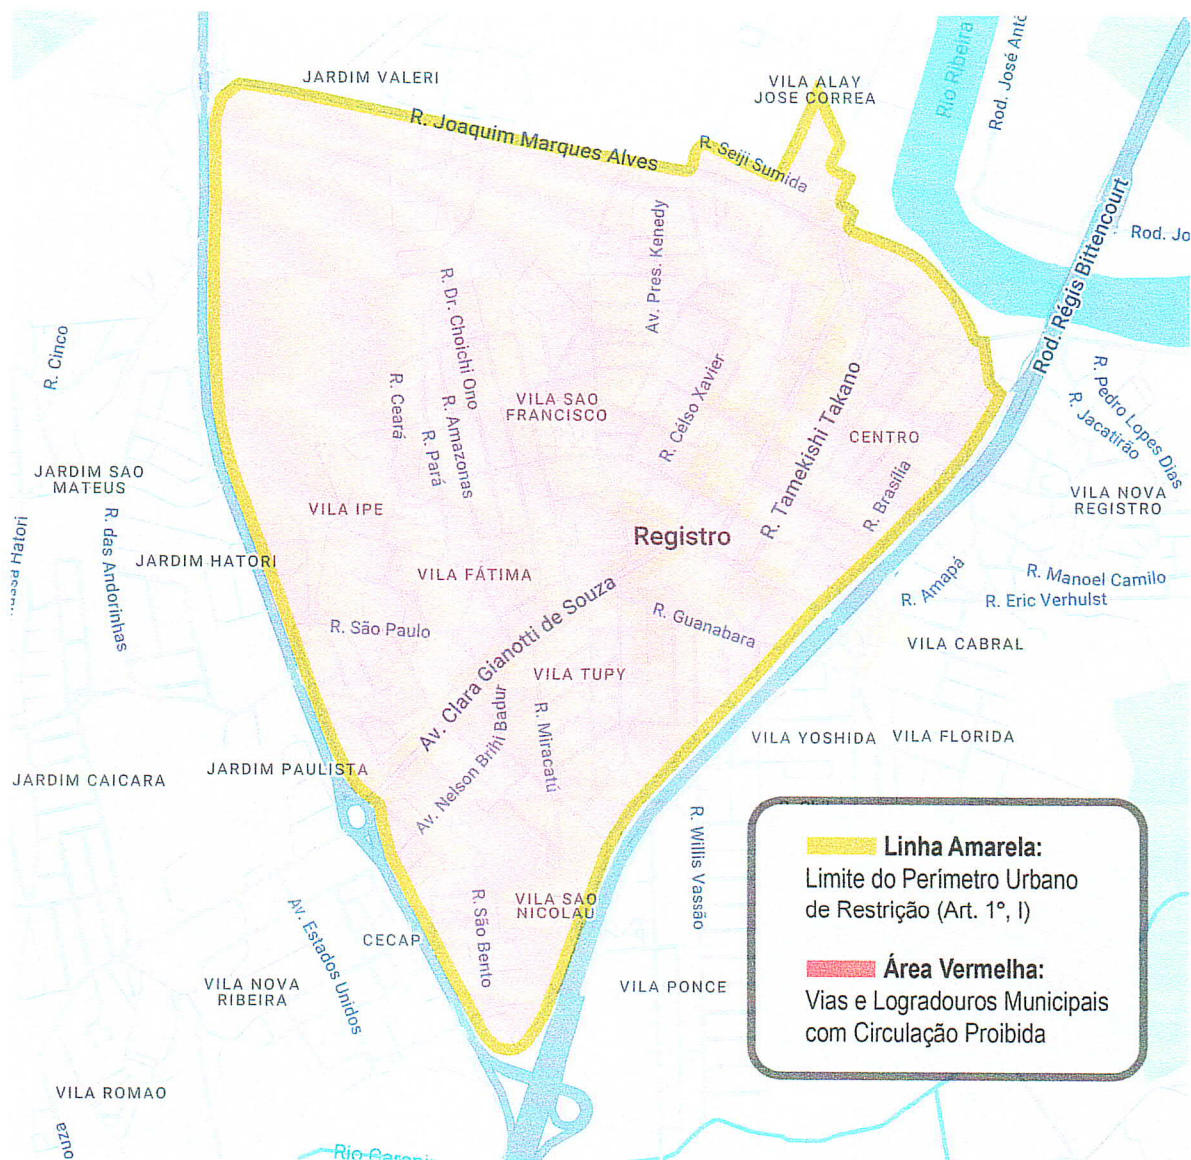 JARDIM VALERI
VILA ALAY
JOSE CORREA
Rio Ribeira
Rod. José Antô
R. Joaquim Marques Alves
R. Seiji Sumida
Rod. Régis Bittencourt
Rod. Jo
Av. Pres. Kenedy
R. Dr. Choichi Ono
R. Cinco
R. Ceará
R. Amazonas
R. Pará
VILA SAO
FRANCISCO
R. Célso Xavier
R. Tamekishi Takano
CENTRO
R. Brasília
R. Pedro Lopes Dias
R. Jacatirão
JARDIM SAO
MATEUS
VILA NOVA
REGISTRO
VILA IPE
Registro
Hatori
R. das Andorinhas
JARDIM HATORI
VILA FÁTIMA
R. Amapá
R. Manoel Camilo
R. Eric Verhulst
R. São Paulo
Av. Clara Gianotti de Souza
R. Guanabara
VILA CABRAL
VILA TUPY
Av. Nelson Brihi Badur
R. Miracatú
VILA YOSHIDA
VILA FLORIDA
JARDIM CAICARA
JARDIM PAULISTA
R. Willis Vassão
Linha Amarela:
Limite do Perímetro Urbano
de Restrição (Art. 1º, I)
Área Vermelha:
Vias e Logradouros Municipais
com Circulação Proibida
R. São Bento
VILA SAO
NICOLAU
Av. Estados Unidos
CECAP
VILA NOVA
RIBEIRA
VILA PONCE
VILA ROMAO
ouza
Rio